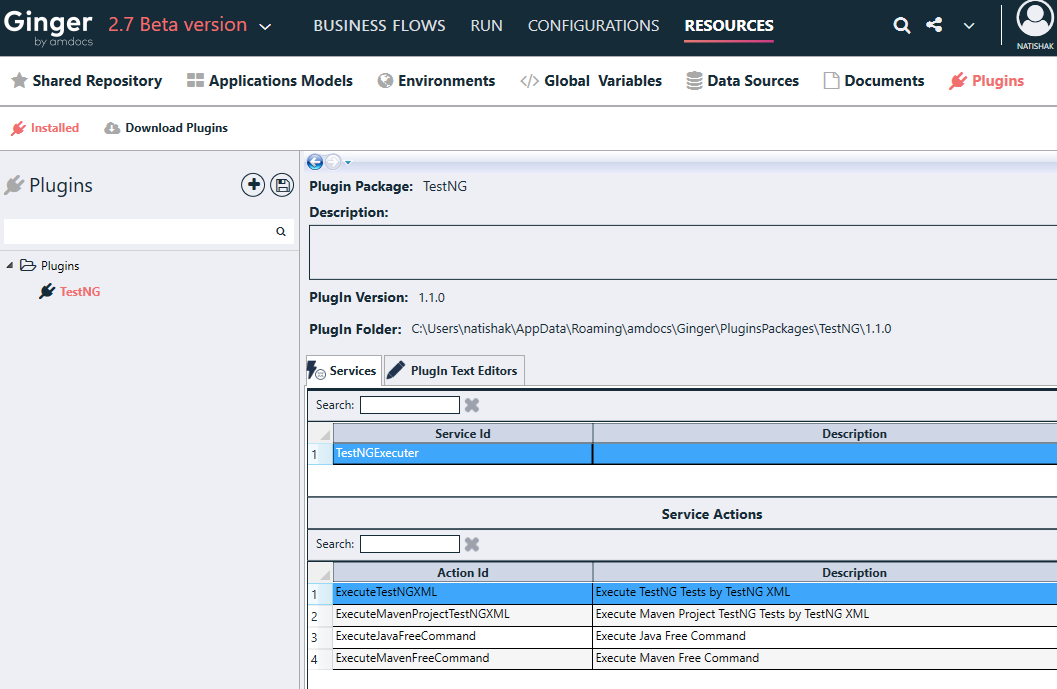 Ginger 2.7 Beta version BUSINESS FLOWS RUN CONFIGURATIONS RESOURCES
by amdocs
NATISHAK
Shared Repository Applications Models Environments Global Variables Data Sources Documents Plugins
Installed Download Plugins
Plugins
Plugins
TestNG
Plugin Package: TestNG
Description:
PlugIn Version: 1.1.0
PlugIn Folder: C:\Users\natishak\AppData\Roaming\amdocs\Ginger\PluginsPackages\TestNG\1.1.0
Services PlugIn Text Editors
Search:
Service Id Description
1 TestNGExecuter
Service Actions
Search:
Action Id Description
1 ExecuteTestNGXML Execute TestNG Tests by TestNG XML
2 ExecuteMavenProjectTestNGXML Execute Maven Project TestNG Tests by TestNG XML
3 ExecuteJavaFreeCommand Execute Java Free Command
4 ExecuteMavenFreeCommand Execute Maven Free Command